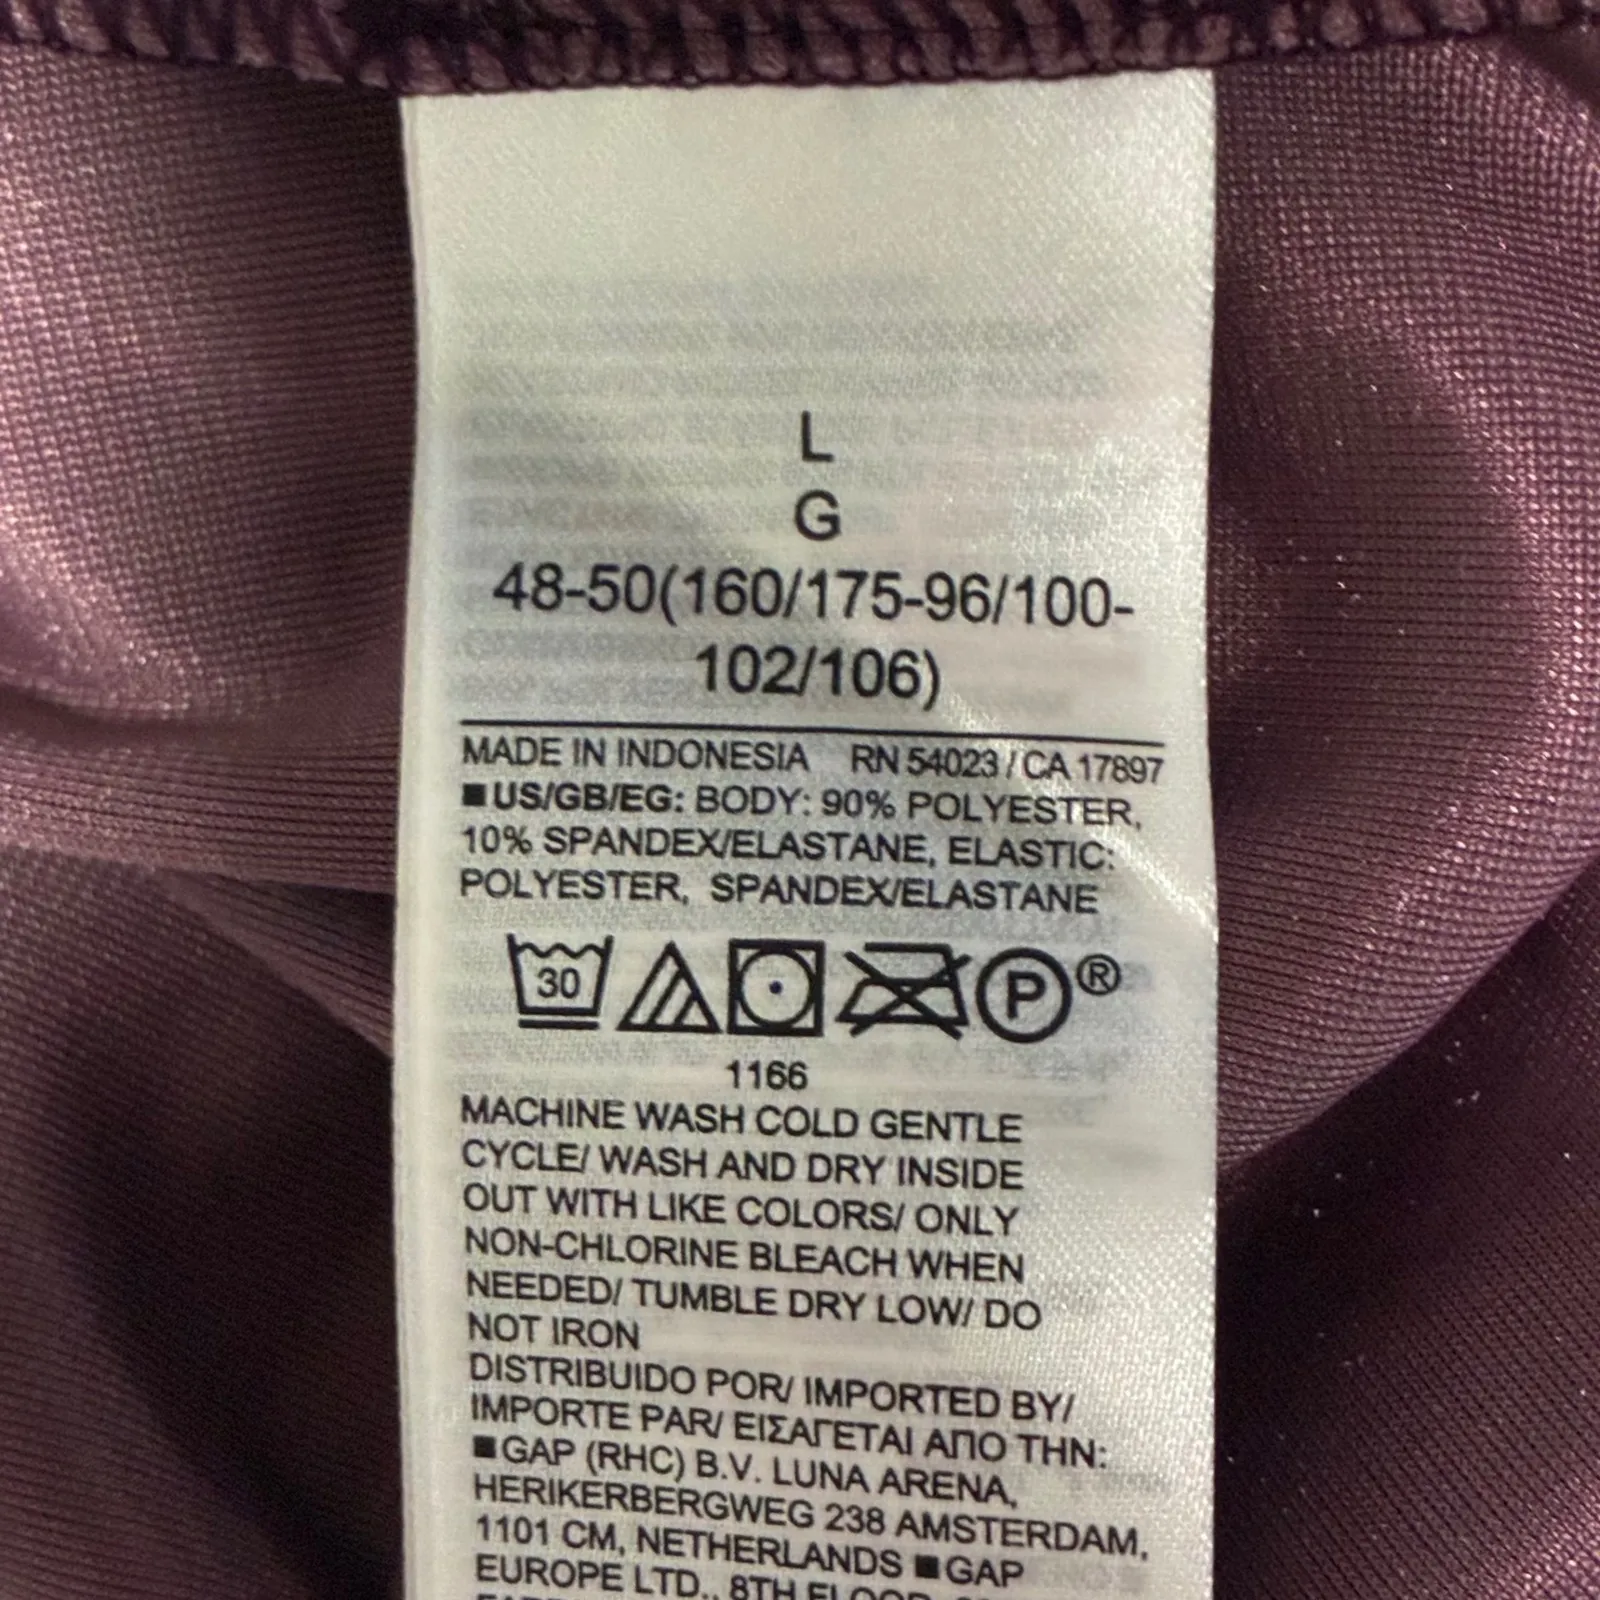 L
G
48-50(160/175-96/100-
102/106)
MADE IN INDONESIA RN 54023 / CA 17897
■US/GB/EG: BODY: 90% POLYESTER,
10% SPANDEX/ELASTANE, ELASTIC:
POLYESTER, SPANDEX/ELASTANE
30 P ®
1166
MACHINE WASH COLD GENTLE
CYCLE/ WASH AND DRY INSIDE
OUT WITH LIKE COLORS/ ONLY
NON-CHLORINE BLEACH WHEN
NEEDED/ TUMBLE DRY LOW/ DO
NOT IRON
DISTRIBUIDO POR/ IMPORTED BY/
IMPORTE PAR/ ΕΙΣΑΓΕΤΑΙ ΑΠΟ ΤΗΝ:
■GAP (RHC) B.V. LUNA ARENA,
HERIKERBERGWEG 238 AMSTERDAM,
1101 CM, NETHERLANDS ■GAP
EUROPE LTD., 8TH FLOOR,